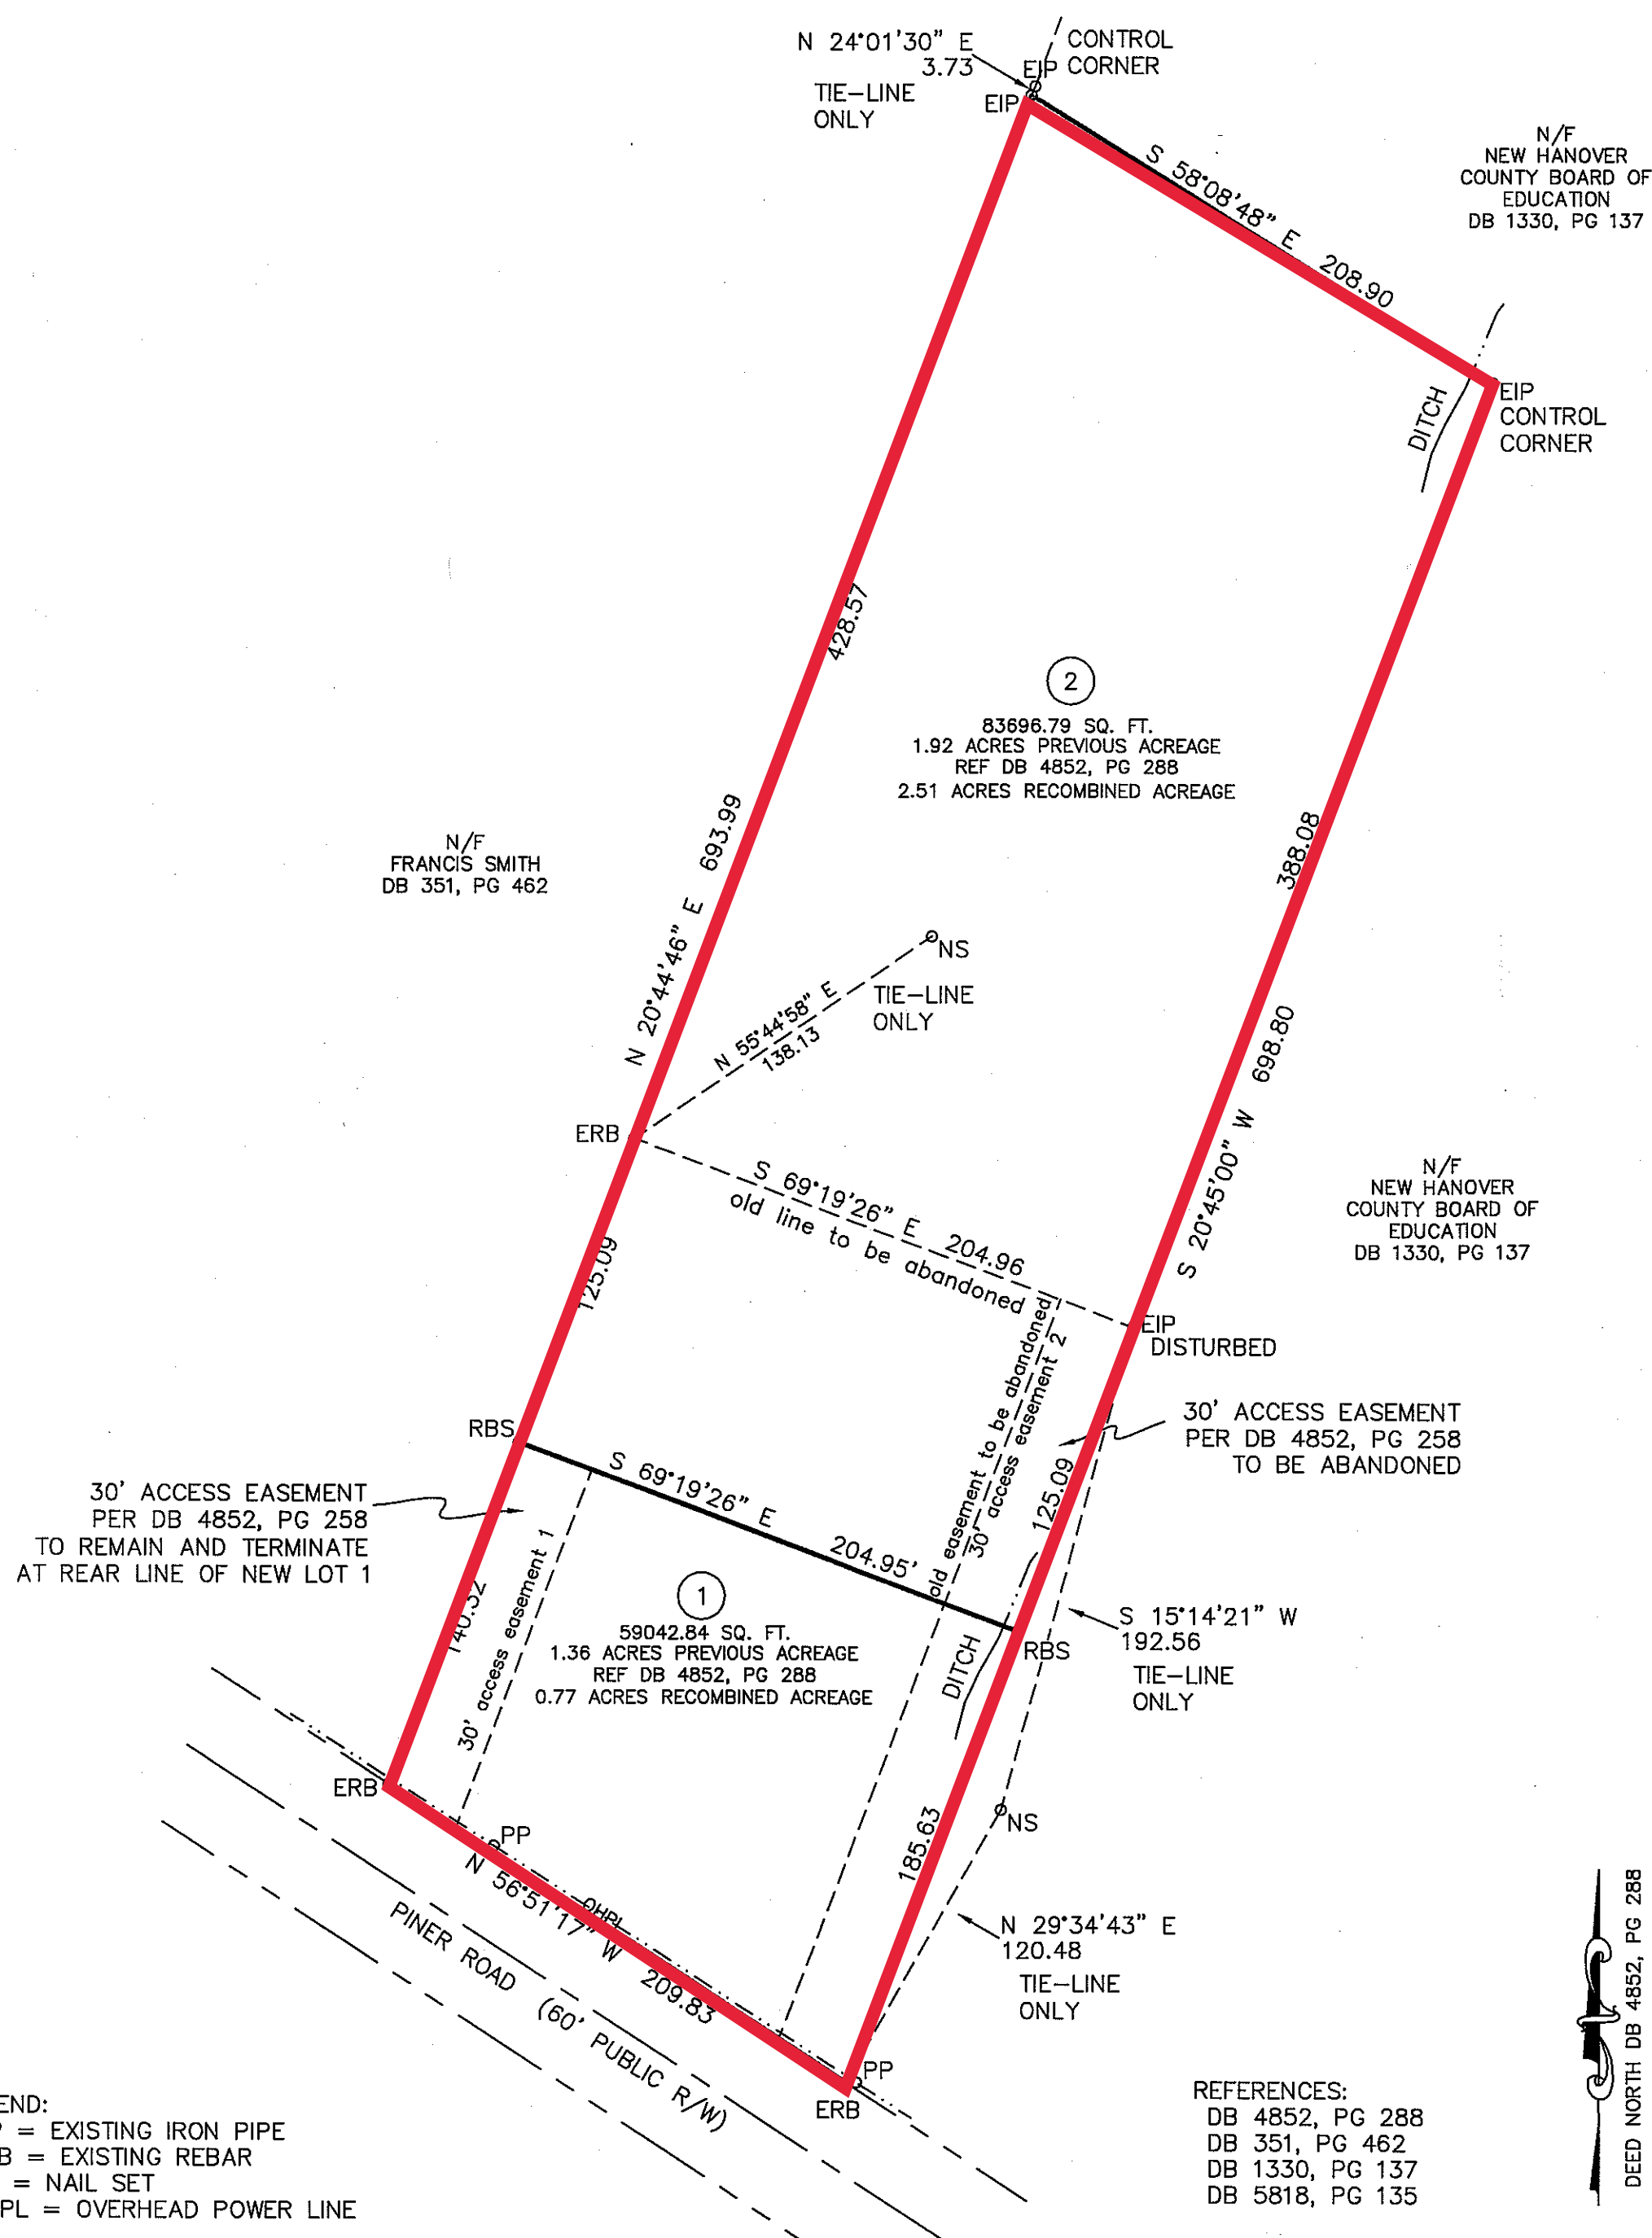 N 24°01'30" E
3.73
TIE-LINE
ONLY
EIP
EIP
CONTROL
CORNER
S 58°08'48" E 208.90
N/F
NEW HANOVER
COUNTY BOARD OF
EDUCATION
DB 1330, PG 137
DITCH
EIP
CONTROL
CORNER
428.57
2
83696.79 SQ. FT.
1.92 ACRES PREVIOUS ACREAGE
REF DB 4852, PG 288
2.51 ACRES RECOMBINED ACREAGE
N/F
FRANCIS SMITH
DB 351, PG 462
N 20°44'46" E 693.99
388.08
NS
TIE-LINE
ONLY
N 55°44'58" E
138.13
ERB
S 69°19'26" E 204.96
old line to be abandoned
S 20°45'00" W 698.80
N/F
NEW HANOVER
COUNTY BOARD OF
EDUCATION
DB 1330, PG 137
EIP
DISTURBED
125.09
old easement to be abandoned
30' access easement 2
30' ACCESS EASEMENT
PER DB 4852, PG 258
TO BE ABANDONED
125.09
RBS
S 69°19'26" E 204.95'
30' ACCESS EASEMENT
PER DB 4852, PG 258
TO REMAIN AND TERMINATE
AT REAR LINE OF NEW LOT 1
140.32
30' access easement 1
1
59042.84 SQ. FT.
1.36 ACRES PREVIOUS ACREAGE
REF DB 4852, PG 288
0.77 ACRES RECOMBINED ACREAGE
DITCH
RBS
S 15°14'21" W
192.56
TIE-LINE
ONLY
ERB
PP
NS
185.63
N 56°51'17" W 209.83
OHPL
PINER ROAD (60' PUBLIC R/W)
N 29°34'43" E
120.48
TIE-LINE
ONLY
PP
ERB
END:
P = EXISTING IRON PIPE
B = EXISTING REBAR
= NAIL SET
PL = OVERHEAD POWER LINE
REFERENCES:
DB 4852, PG 288
DB 351, PG 462
DB 1330, PG 137
DB 5818, PG 135
DEED NORTH DB 4852, PG 288